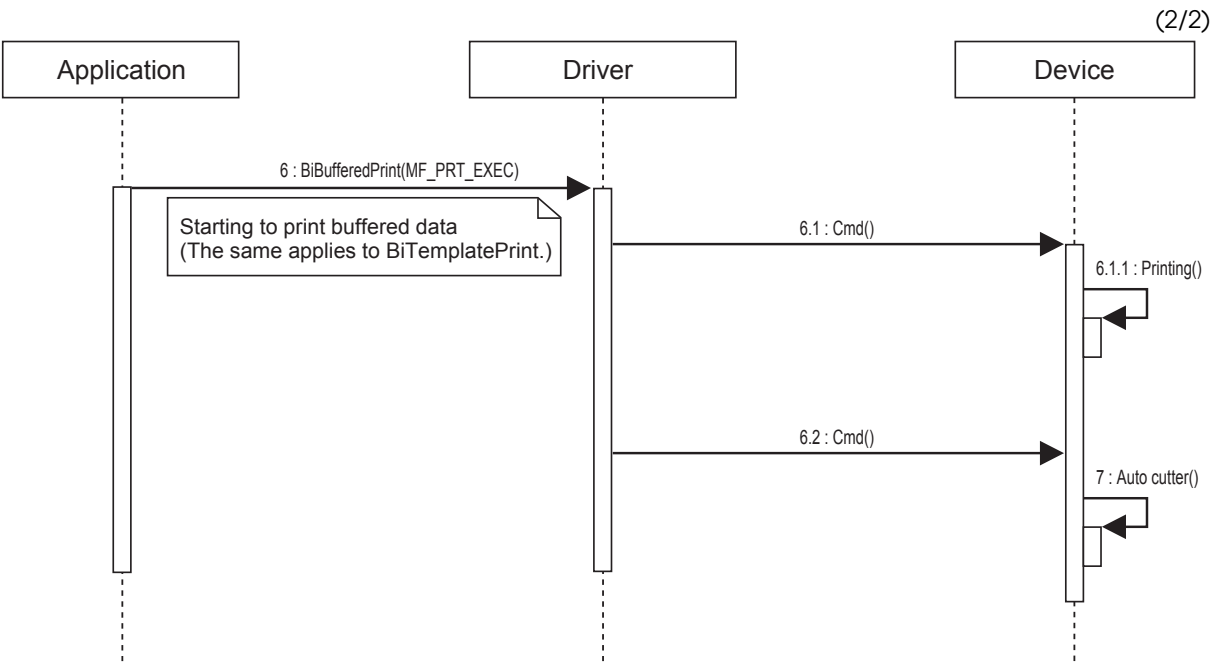 (2/2)
Application
Driver
Device
6 : BiBufferedPrint(MF_PRT_EXEC)
Starting to print buffered data
(The same applies to BiTemplatePrint.)
6.1 : Cmd()
6.1.1 : Printing()
6.2 : Cmd()
7 : Auto cutter()